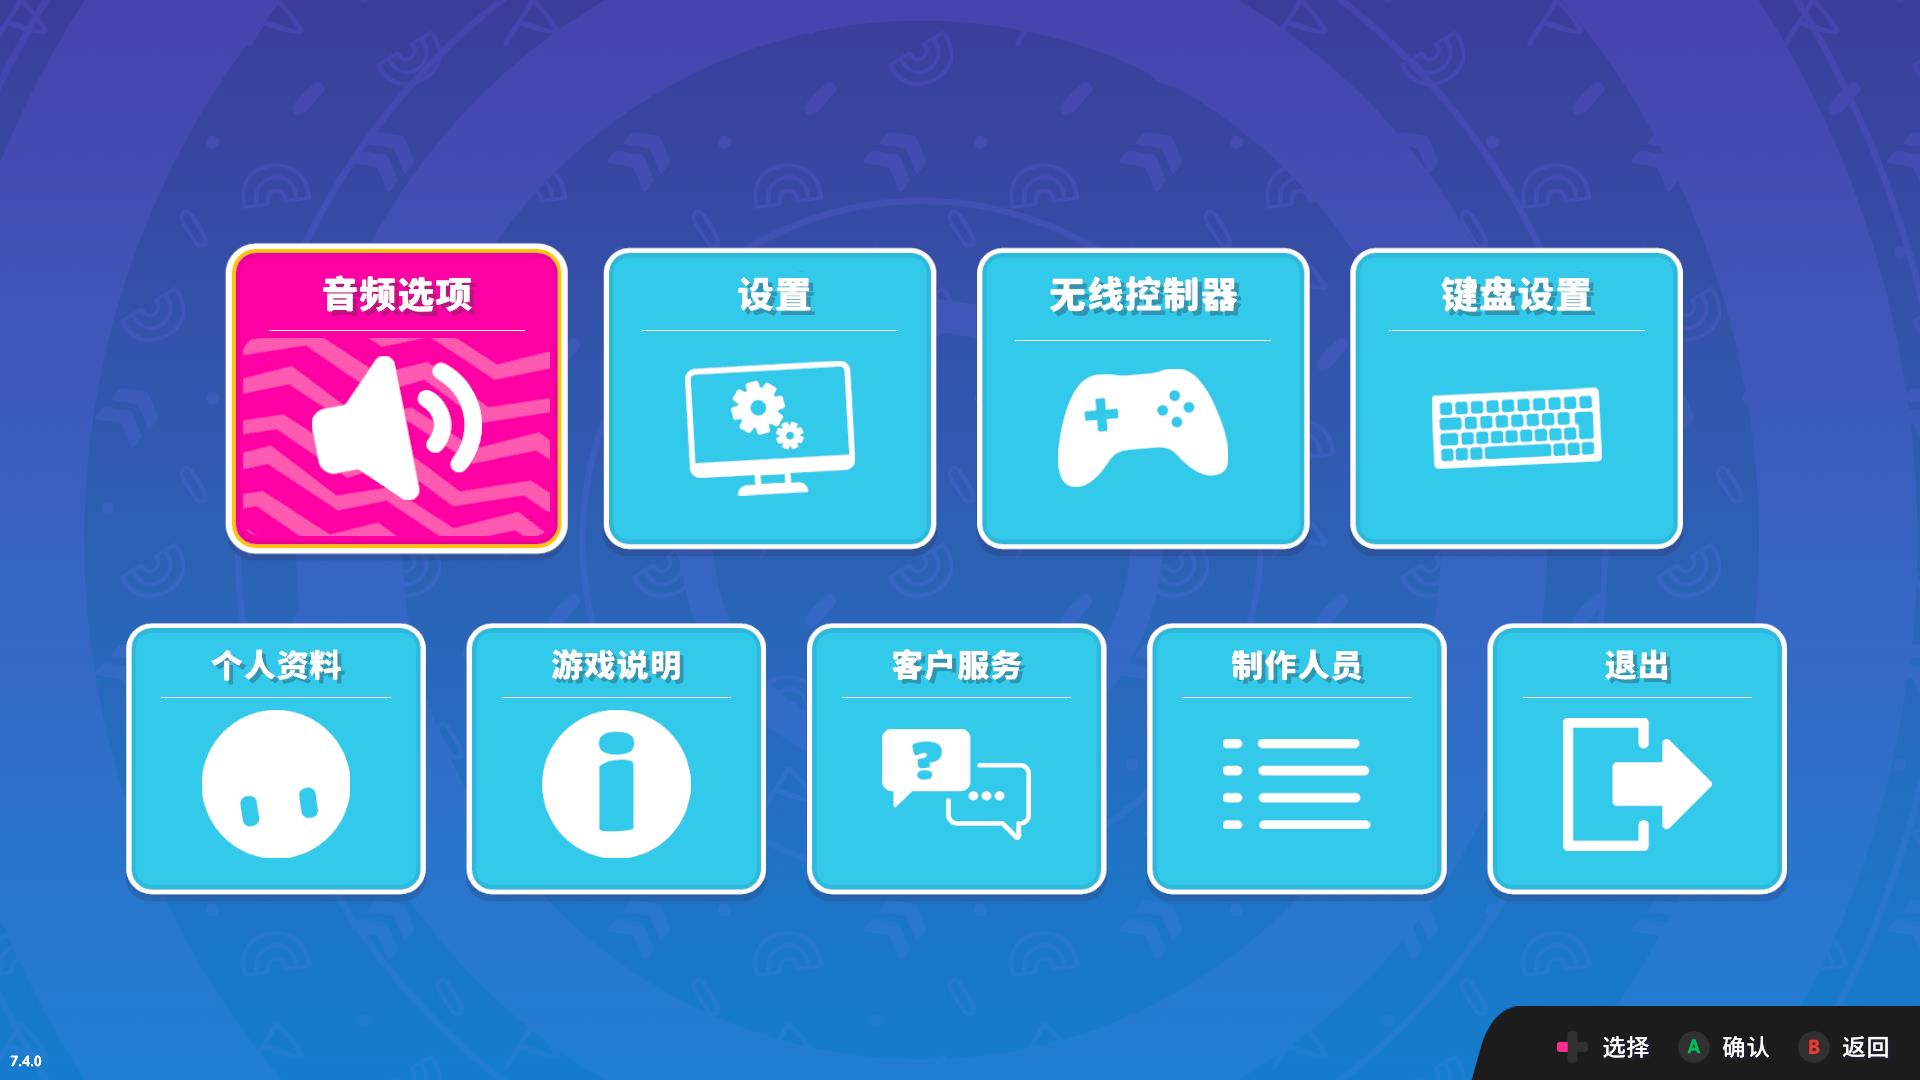 音频选项
设置
无线控制器
键盘设置
个人资料
游戏说明
客户服务
制作人员
退出
?
7.4.0
选择
A 确认
B 返回